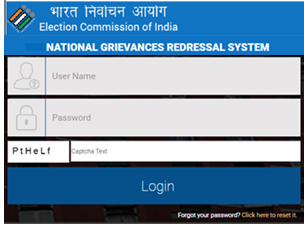 भारत निर्वाचन आयोग
Election Commission of India
NATIONAL GRIEVANCES REDRESSAL SYSTEM
User Name
Password
PtHeLf Captcha Text
Login
Forgot your password? Click here to reset it.